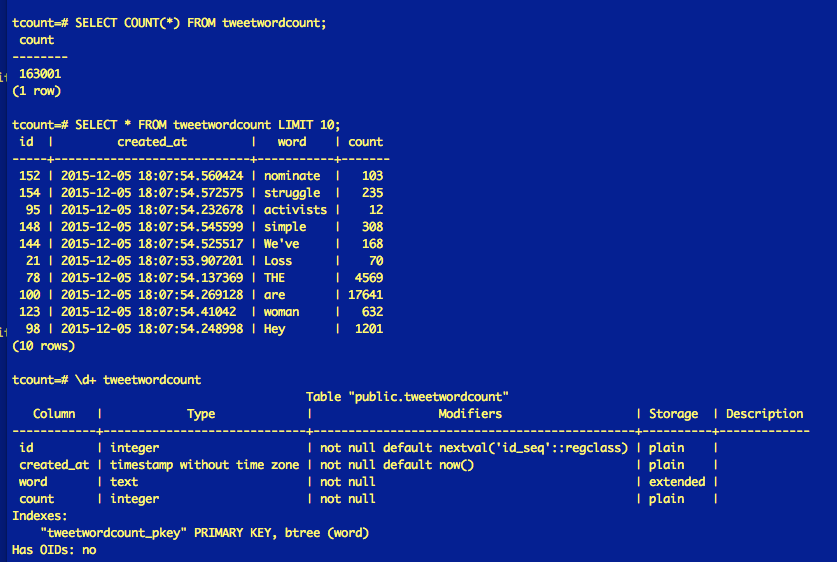 tcount=# SELECT COUNT(*) FROM tweetwordcount;
 count
--------
 163001
(1 row)

tcount=# SELECT * FROM tweetwordcount LIMIT 10;
 id  |         created_at         |   word    | count
-----+----------------------------+-----------+-------
 152 | 2015-12-05 18:07:54.560424 | nominate  |   103
 154 | 2015-12-05 18:07:54.572575 | struggle  |   235
  95 | 2015-12-05 18:07:54.232678 | activists |    12
 148 | 2015-12-05 18:07:54.545599 | simple    |   308
 144 | 2015-12-05 18:07:54.525517 | We've     |   168
  21 | 2015-12-05 18:07:53.907201 | Loss      |    70
  78 | 2015-12-05 18:07:54.137369 | THE       |  4569
 100 | 2015-12-05 18:07:54.269128 | are       | 17641
 123 | 2015-12-05 18:07:54.41042  | woman     |   632
  98 | 2015-12-05 18:07:54.248998 | Hey       |  1201
(10 rows)

tcount=# \d+ tweetwordcount
                                          Table "public.tweetwordcount"
   Column   |            Type             |                  Modifiers                   | Storage  | Description
------------+-----------------------------+----------------------------------------------+----------+-------------
 id         | integer                     | not null default nextval('id_seq'::regclass) | plain    |
 created_at | timestamp without time zone | not null default now()                       | plain    |
 word       | text                        | not null                                     | extended |
 count      | integer                     | not null                                     | plain    |
Indexes:
    "tweetwordcount_pkey" PRIMARY KEY, btree (word)
Has OIDs: no